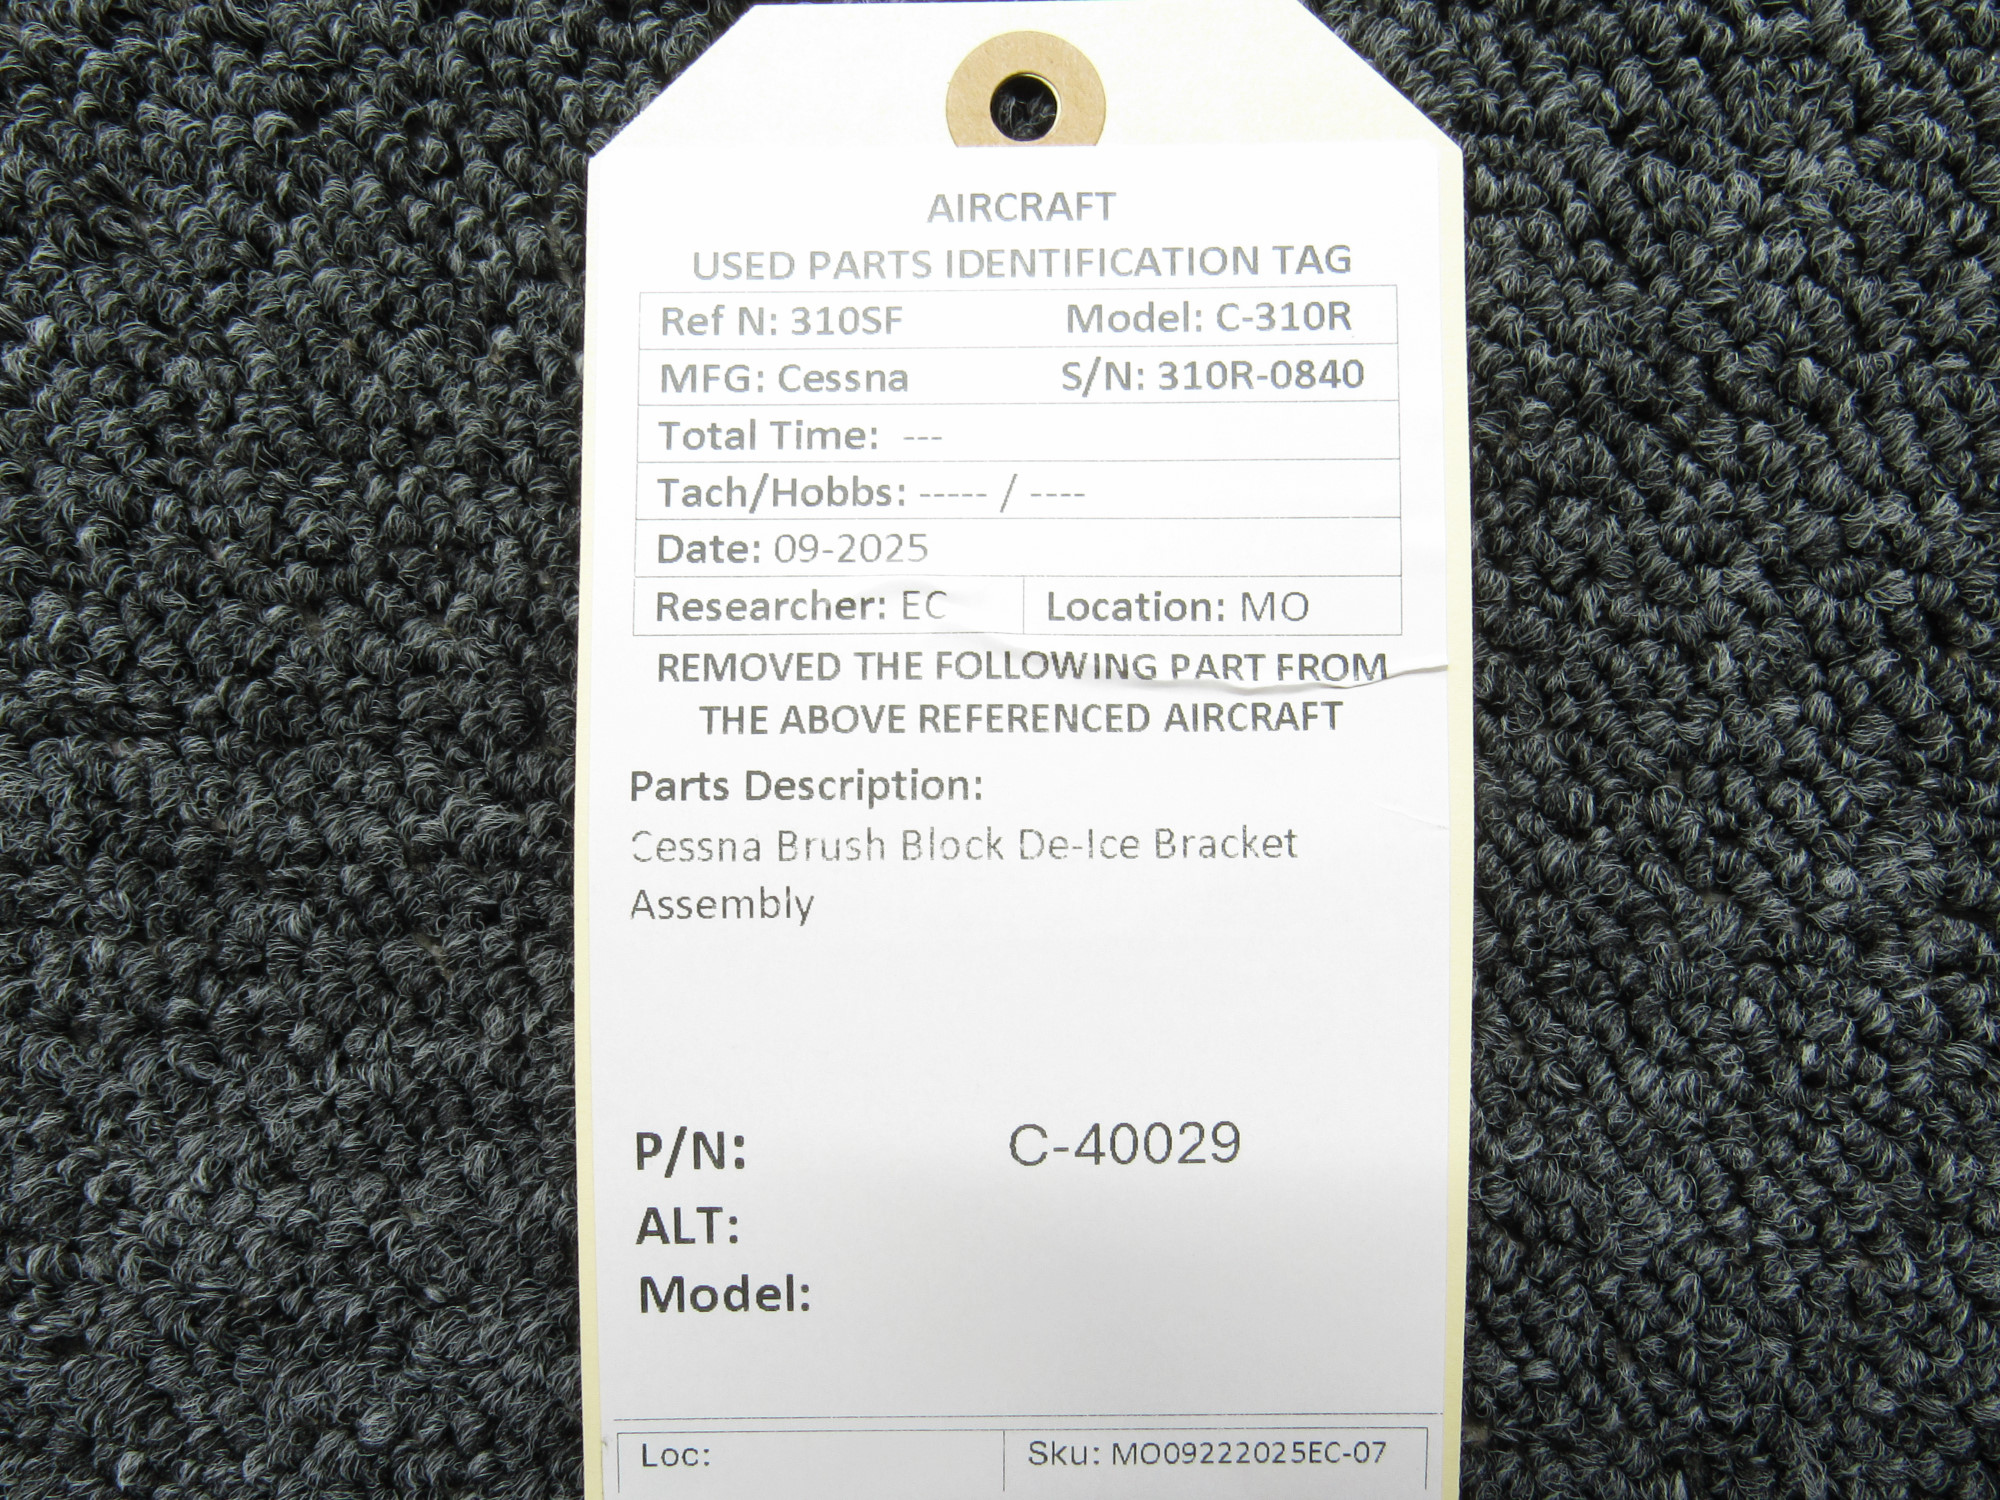 AIRCRAFT
USED PARTS IDENTIFICATION TAG
Ref N: 310SF Model: C-310R
MFG: Cessna S/N: 310R-0840
Total Time: ---
Tach/Hobbs: ----- / ----
Date: 09-2025
Researcher: EC Location: MO
REMOVED THE FOLLOWING PART FROM
THE ABOVE REFERENCED AIRCRAFT
Parts Description:
Cessna Brush Block De-Ice Bracket
Assembly
P/N: C-40029
ALT:
Model:
Loc: Sku: MO09222025EC-07